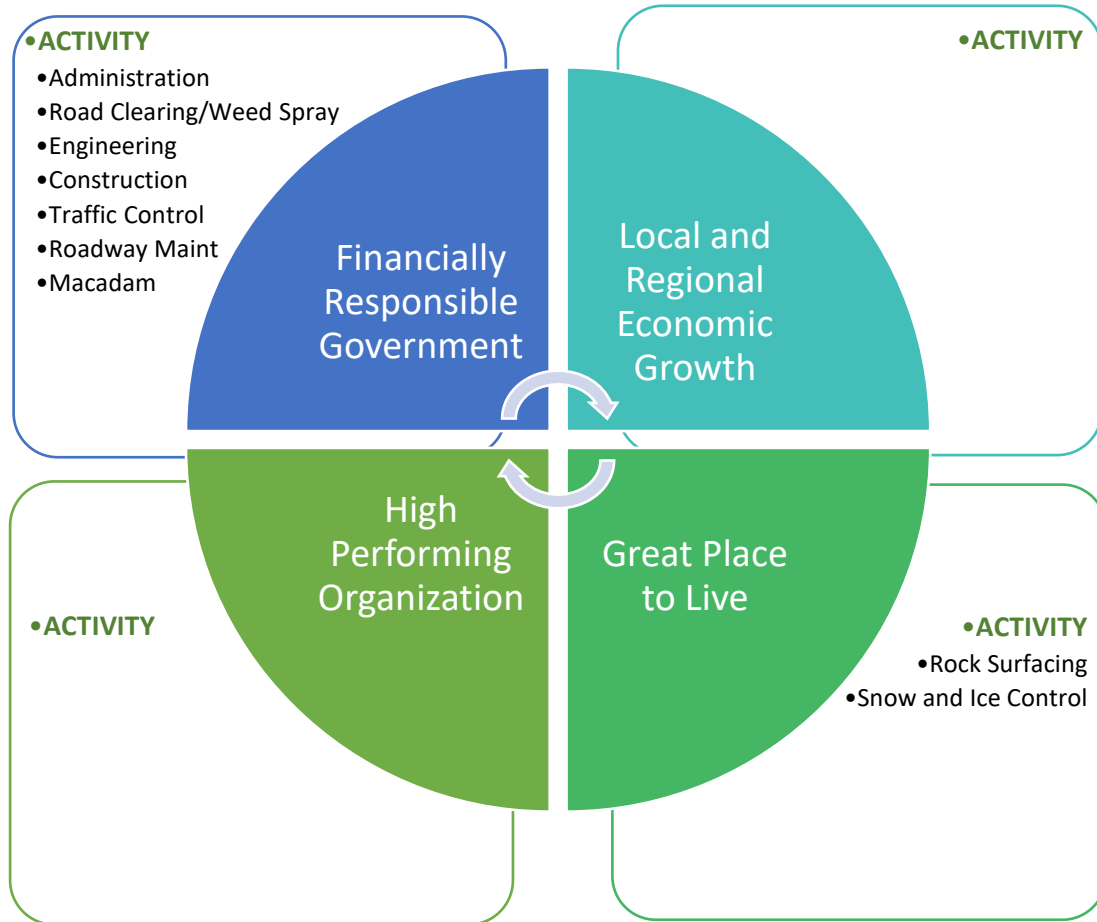 •ACTIVITY
•Administration
•Road Clearing/Weed Spray
•Engineering
•Construction
•Traffic Control
•Roadway Maint
•Macadam
Financially
Responsible
Government
•ACTIVITY
Local and
Regional
Economic
Growth
•ACTIVITY
High
Performing
Organization
Great Place
to Live
•ACTIVITY
•Rock Surfacing
•Snow and Ice Control